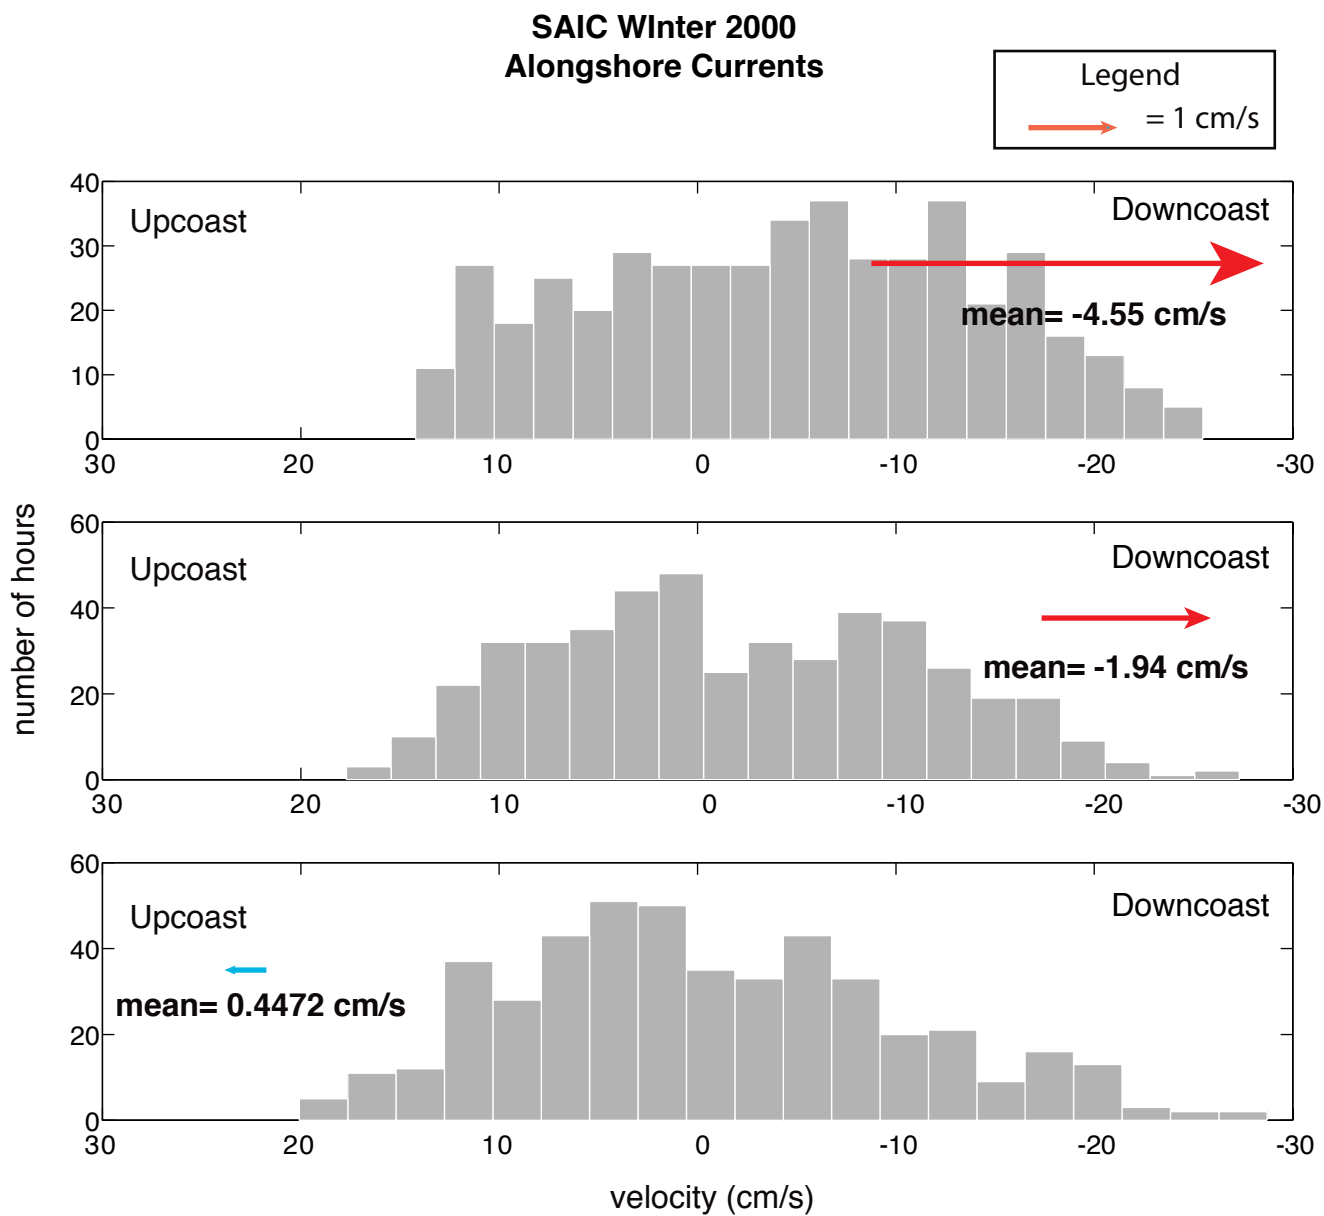 SAIC WInter 2000
Alongshore Currents
Legend
= 1 cm/s
40
30
20
10
0
Upcoast
Downcoast
mean= -4.55 cm/s
30 20 10 0 -10 -20 -30
number of hours
60
40
20
0
Upcoast
Downcoast
mean= -1.94 cm/s
30 20 10 0 -10 -20 -30
60
40
20
0
Upcoast
Downcoast
mean= 0.4472 cm/s
30 20 10 0 -10 -20 -30
velocity (cm/s)